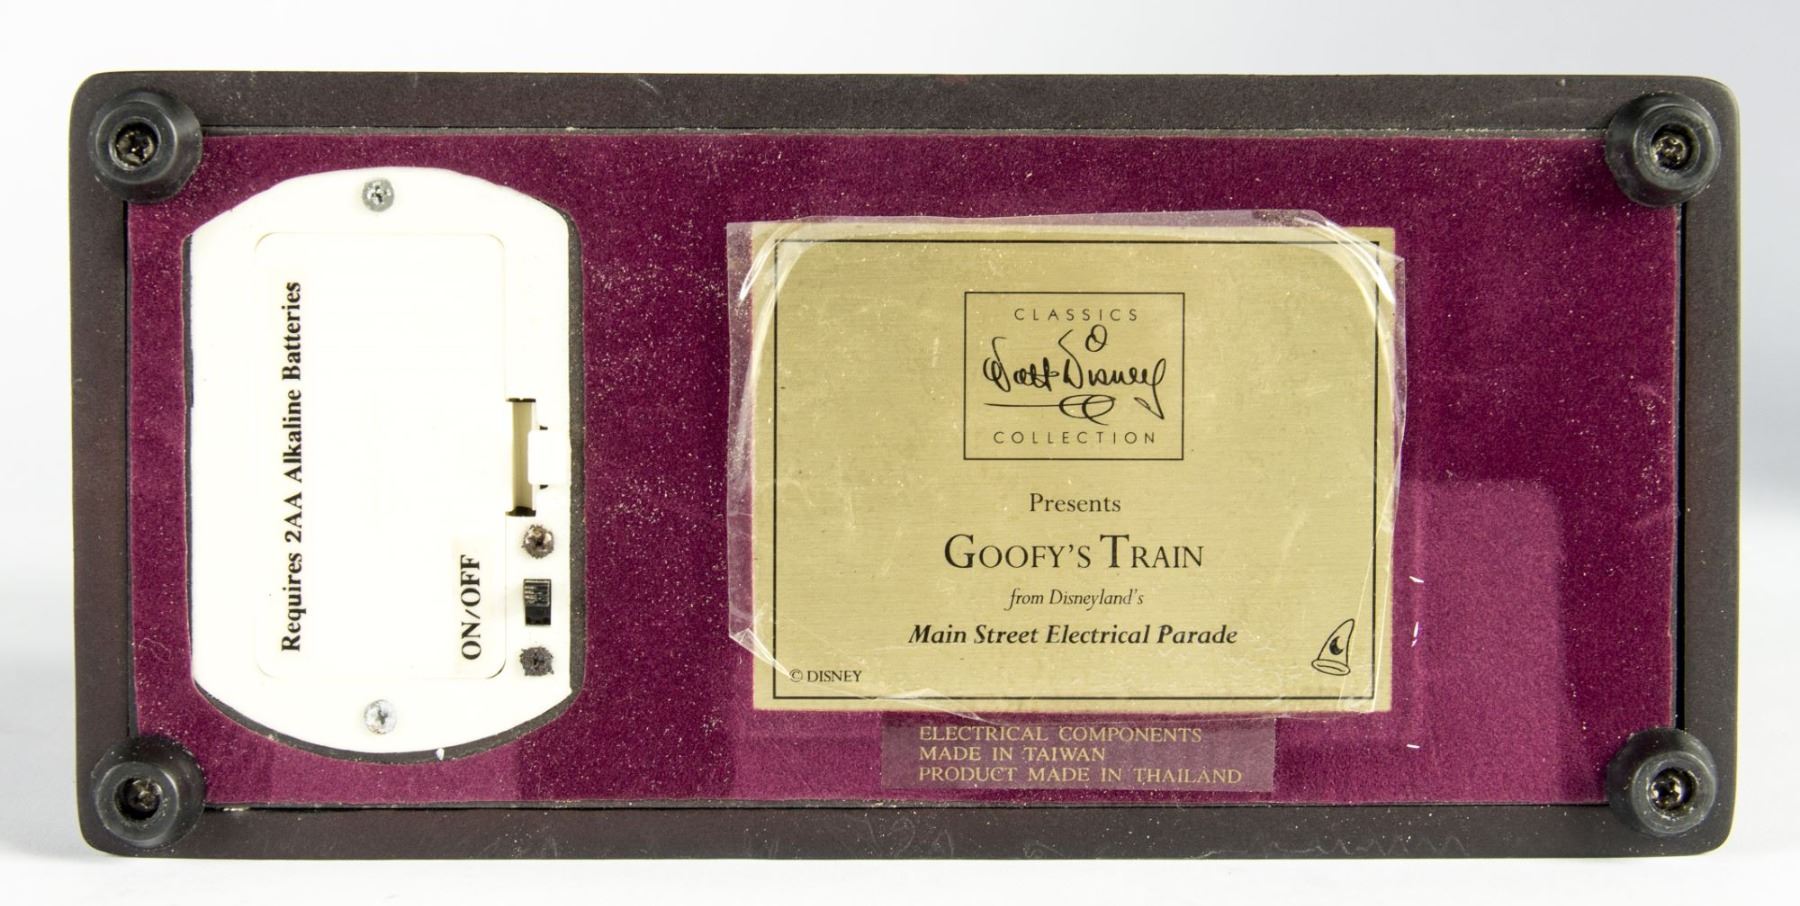 Requires 2AA Alkaline Batteries
ON/OFF
CLASSICS
Walt Disney
COLLECTION
Presents
GOOFY'S TRAIN
from Disneyland's
Main Street Electrical Parade
© DISNEY
ELECTRICAL COMPONENTS
MADE IN TAIWAN
PRODUCT MADE IN THAILAND